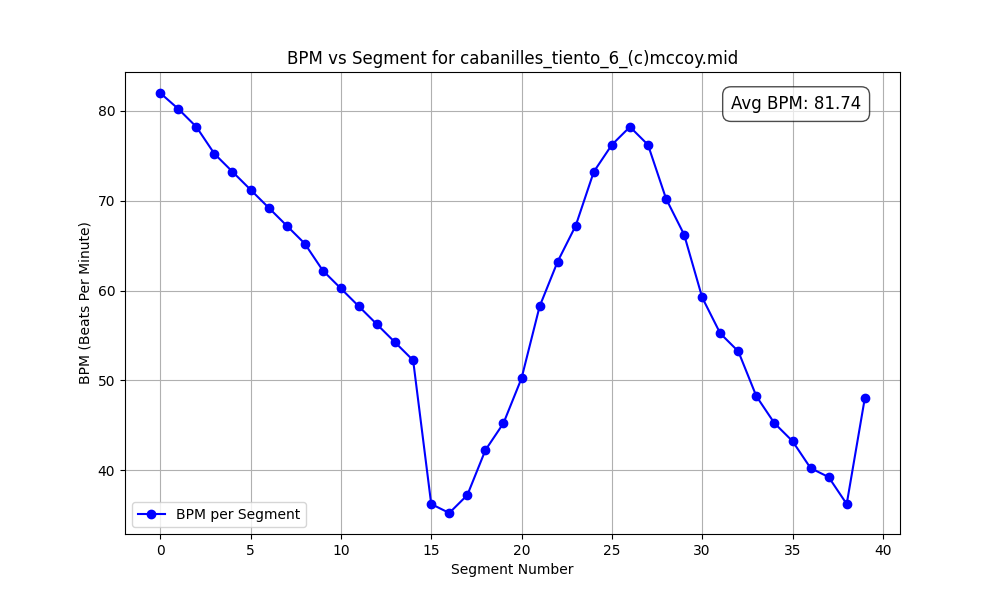 BPM vs Segment for cabanilles_tiento_6_(c)mccoy.mid
Avg BPM: 81.74
BPM (Beats Per Minute)
80
70
60
50
40
BPM per Segment
0 5 10 15 20 25 30 35 40
Segment Number